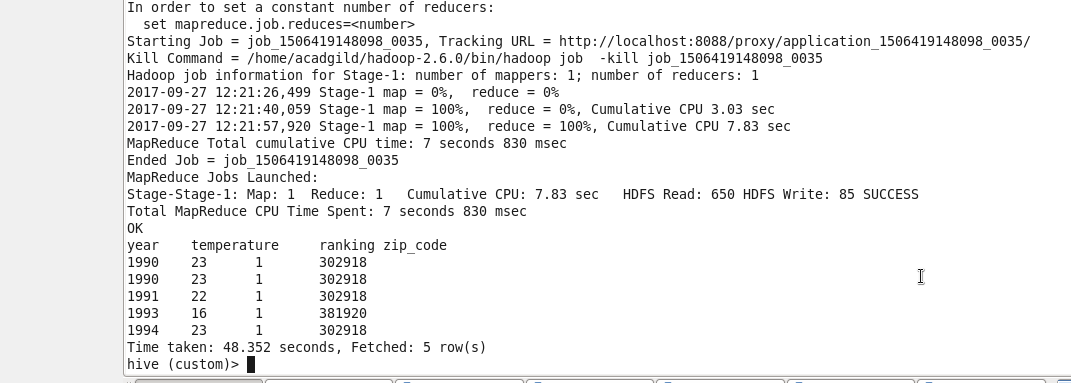 In order to set a constant number of reducers:
  set mapreduce.job.reduces=<number>
Starting Job = job_1506419148098_0035, Tracking URL = http://localhost:8088/proxy/application_1506419148098_0035/
Kill Command = /home/acadgild/hadoop-2.6.0/bin/hadoop job  -kill job_1506419148098_0035
Hadoop job information for Stage-1: number of mappers: 1; number of reducers: 1
2017-09-27 12:21:26,499 Stage-1 map = 0%,  reduce = 0%
2017-09-27 12:21:40,059 Stage-1 map = 100%,  reduce = 0%, Cumulative CPU 3.03 sec
2017-09-27 12:21:57,920 Stage-1 map = 100%,  reduce = 100%, Cumulative CPU 7.83 sec
MapReduce Total cumulative CPU time: 7 seconds 830 msec
Ended Job = job_1506419148098_0035
MapReduce Jobs Launched:
Stage-Stage-1: Map: 1  Reduce: 1   Cumulative CPU: 7.83 sec   HDFS Read: 650 HDFS Write: 85 SUCCESS
Total MapReduce CPU Time Spent: 7 seconds 830 msec
OK
year    temperature     ranking zip_code
1990    23      1       302918
1990    23      1       302918
1991    22      1       302918
1993    16      1       381920
1994    23      1       302918
Time taken: 48.352 seconds, Fetched: 5 row(s)
hive (custom)>